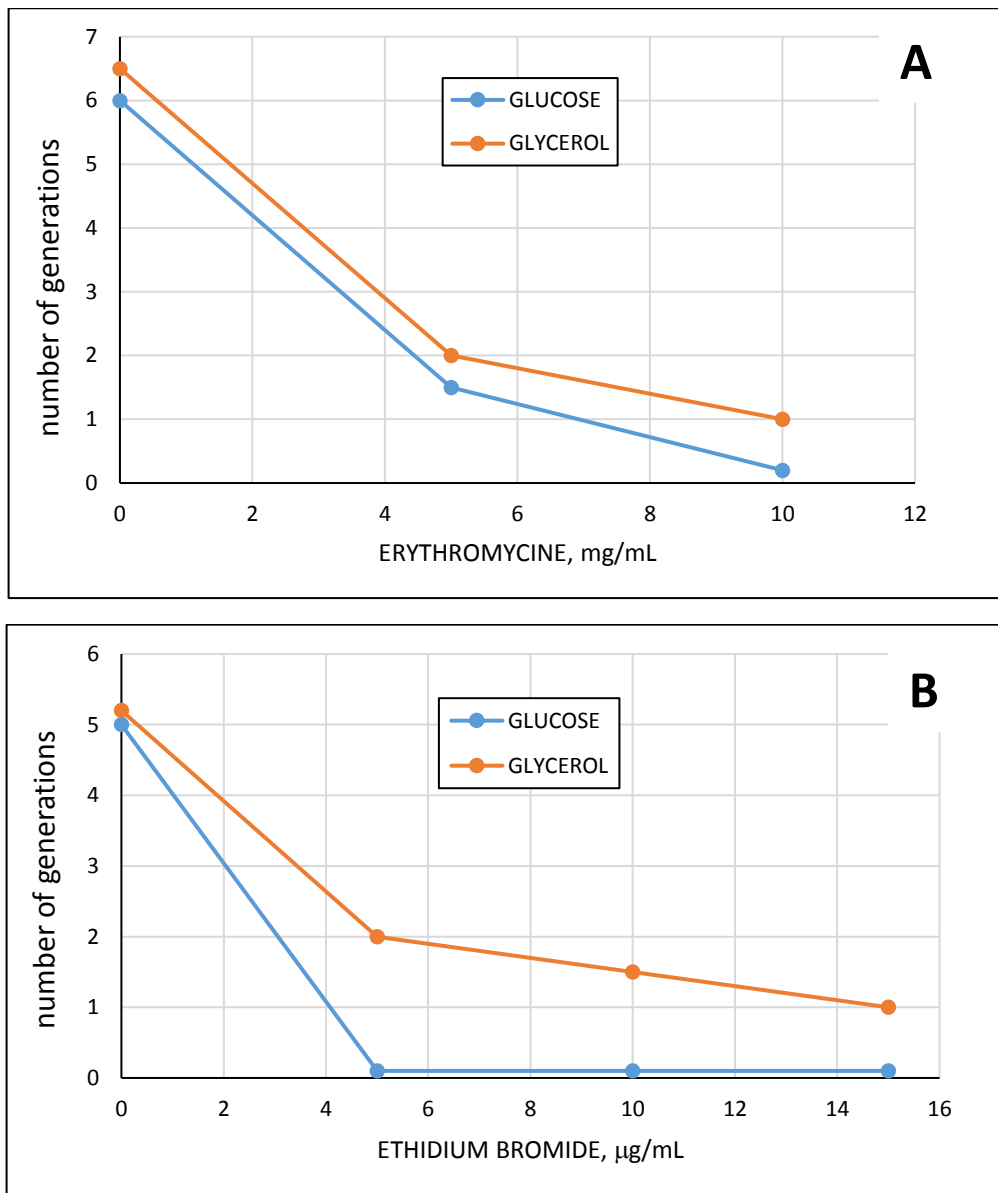 A
7
6
5
4
3
2
1
0
number of generations
GLUCOSE
GLYCEROL
0 2 4 6 8 10 12
ERYTHROMYCINE, mg/mL
B
6
5
4
3
2
1
0
number of generations
GLUCOSE
GLYCEROL
0 2 4 6 8 10 12 14 16
ETHIDIUM BROMIDE, μg/mL